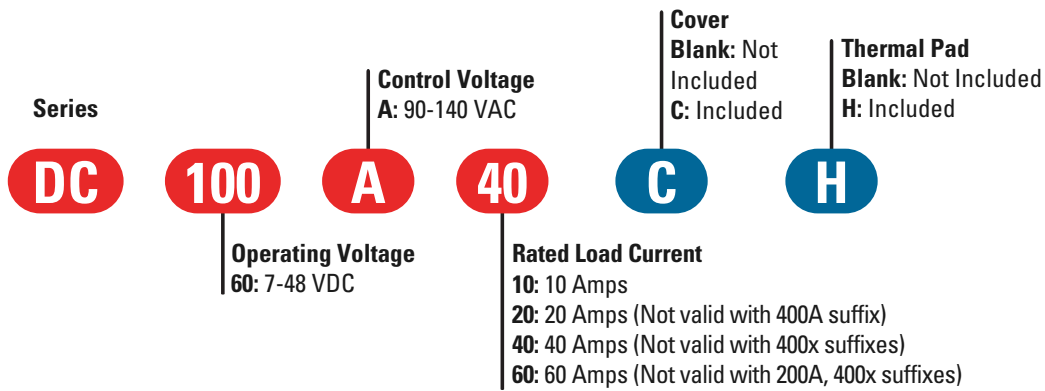 Cover
Blank: Not
Included
C: Included
Thermal Pad
Blank: Not Included
H: Included
Control Voltage
A: 90-140 VAC
Series
DC 100 A 40 C H
Operating Voltage
60: 7-48 VDC
Rated Load Current
10: 10 Amps
20: 20 Amps (Not valid with 400A suffix)
40: 40 Amps (Not valid with 400x suffixes)
60: 60 Amps (Not valid with 200A, 400x suffixes)